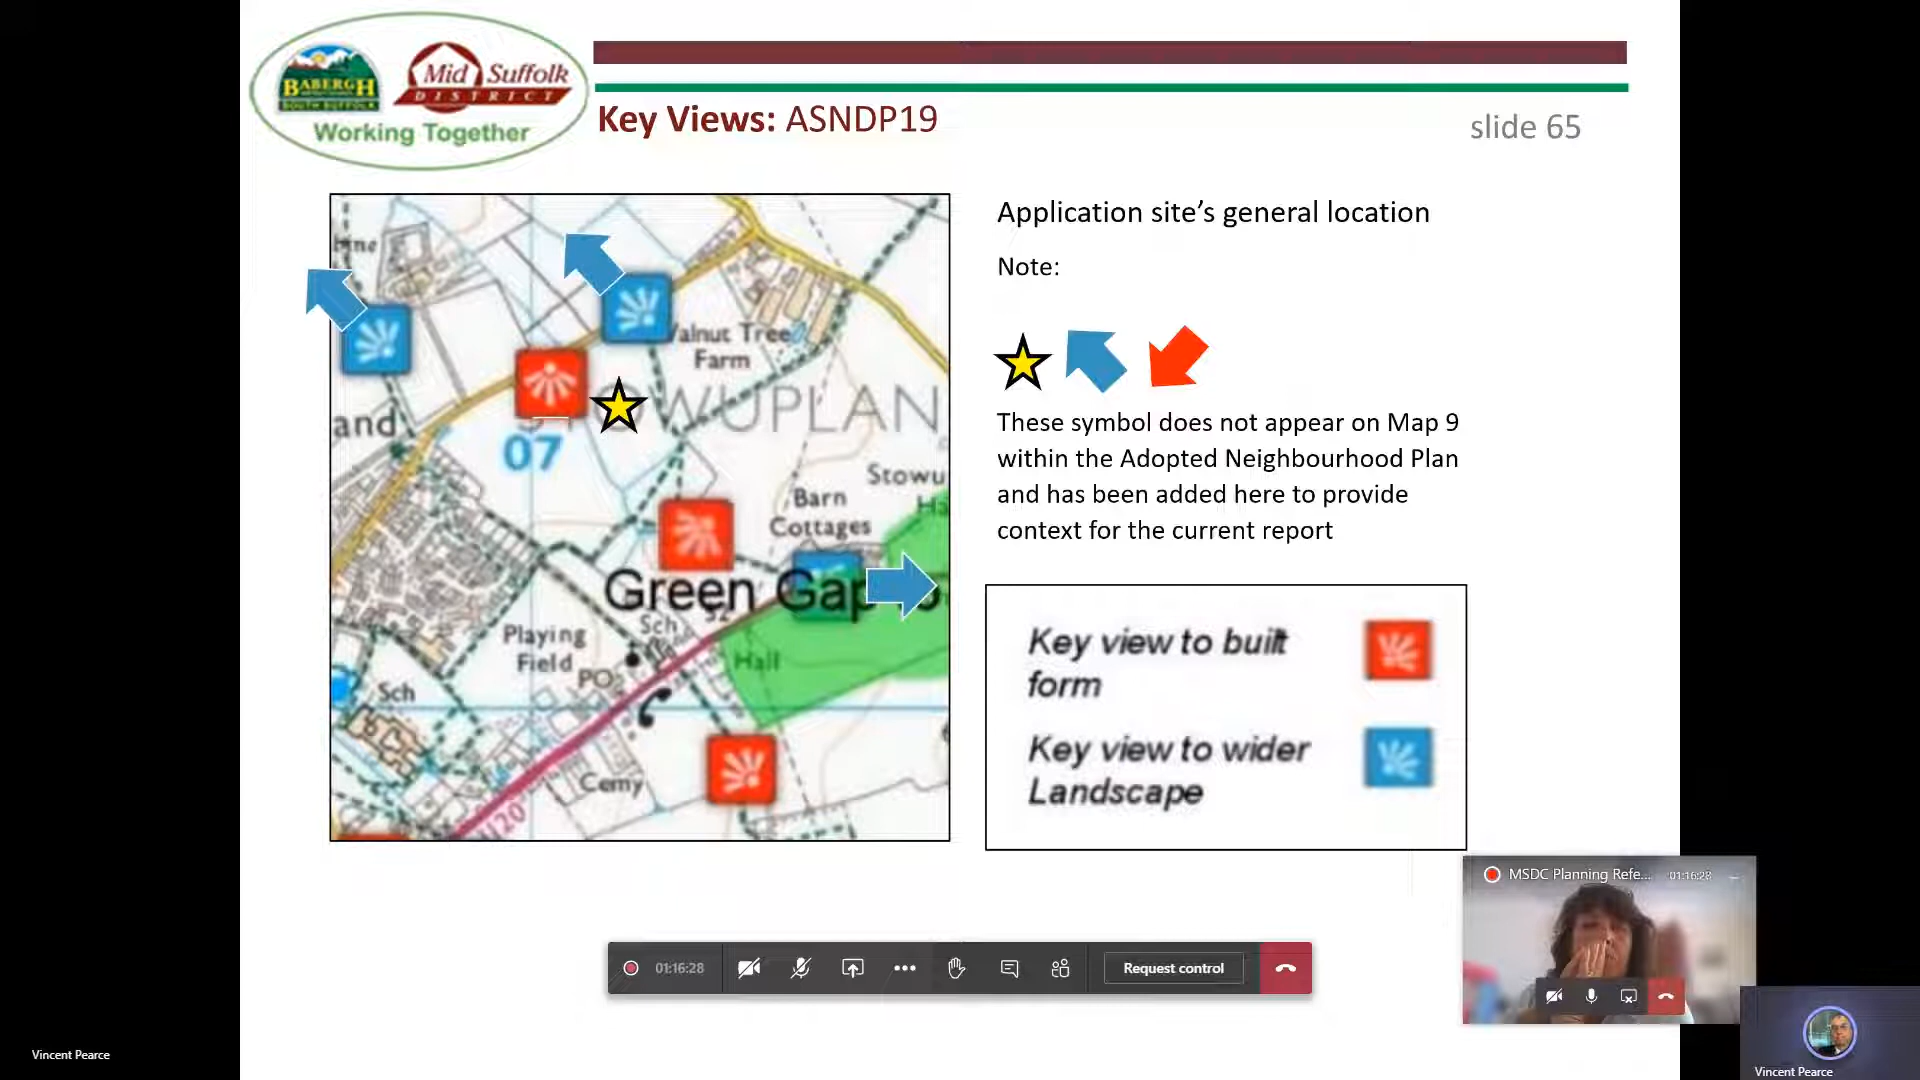 BABERGH
SOUTH SUFFOLK
Mid Suffolk
DISTRICT
Working Together
Key Views: ASNDP19
slide 65
Application site's general location
Note:
These symbol does not appear on Map 9
within the Adopted Neighbourhood Plan
and has been added here to provide
context for the current report
Key view to built
form
Key view to wider
Landscape
alnut Tree
Farm
and
OWUPLAN
07
Stowu
Ha
Barn
Cottages
Green Gap
Sch
Playing
Field
PO
Hall
Sch
Cemy
MSDC Planning Refe...
01:16:28
01:16:28
Request control
Vincent Pearce
Vincent Pearce